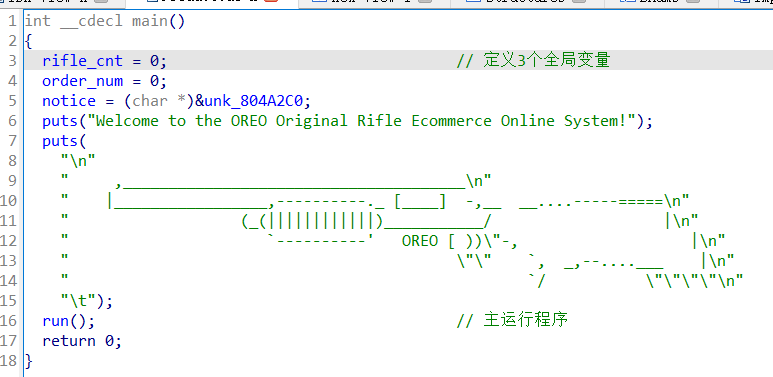 1 int __cdecl main()
2 {
3   rifle_cnt = 0;                                    // 定义3个全局变量
4   order_num = 0;
5   notice = (char *)&unk_804A2C0;
6   puts("Welcome to the OREO Original Rifle Ecommerce Online System!");
7   puts(
8     "\n"
9     "      ,______________________________________\n"
10     "     |_________________,----------._ [____]  -,__  __....-----=====\n"
11     "                    (_(||||||||||||)___________/                   |\n"
12     "                       `----------'   OREO [ ))\"-,                   |\n"
13     "                                            \"\"    `,  _,--....___    |\n"
14     "                                                    `/           \"\"\"\"\n"
15     "\t");
16   run();                                            // 主运行程序
17   return 0;
18 }